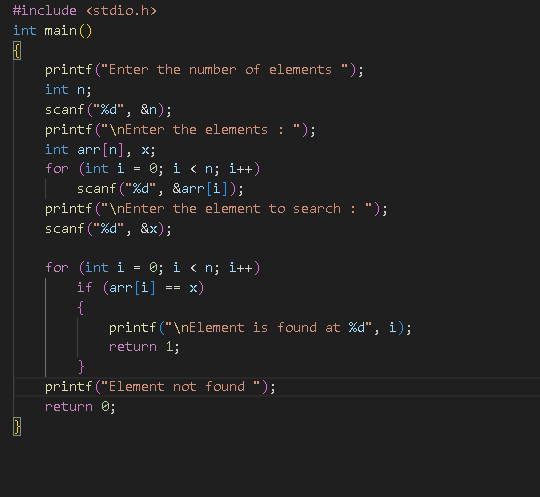 #include <stdio.h>
int main()
{
    printf("Enter the number of elements ");
    int n;
    scanf("%d", &n);
    printf("\nEnter the elements : ");
    int arr[n], x;
    for (int i = 0; i < n; i++)
        scanf("%d", &arr[i]);
    printf("\nEnter the element to search : ");
    scanf("%d", &x);

    for (int i = 0; i < n; i++)
        if (arr[i] == x)
        {
            printf("\nElement is found at %d", i);
            return 1;
        }
    printf("Element not found ");
    return 0;
}